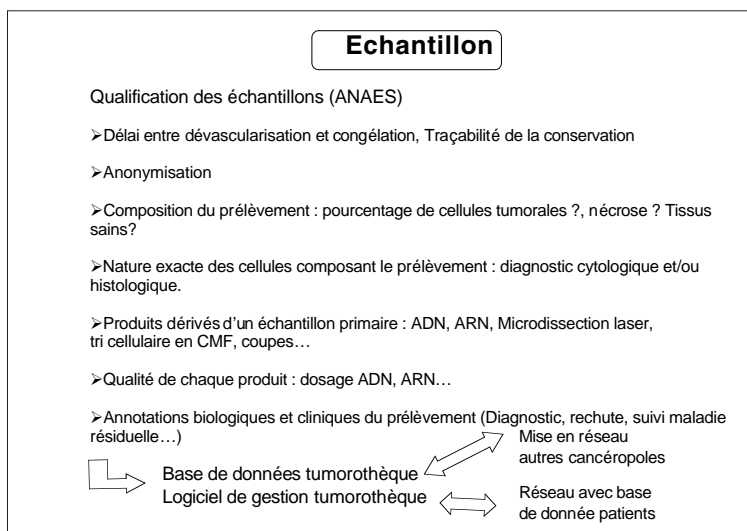 Echantillon
Qualification des échantillons (ANAES)
➢Délai entre dévascularisation et congélation, Traçabilité de la conservation
➢Anonymisation
➢Composition du prélèvement : pourcentage de cellules tumorales ?, nécrose ? Tissus
sains?
➢Nature exacte des cellules composant le prélèvement : diagnostic cytologique et/ou
histologique.
➢Produits dérivés d’un échantillon primaire : ADN, ARN, Microdissection laser,
tri cellulaire en CMF, coupes…
➢Qualité de chaque produit : dosage ADN, ARN…
➢Annotations biologiques et cliniques du prélèvement (Diagnostic, rechute, suivi maladie
résiduelle…)
Mise en réseau
autres cancéropoles
Base de données tumorothèque
Logiciel de gestion tumorothèque
Réseau avec base
de donnée patients